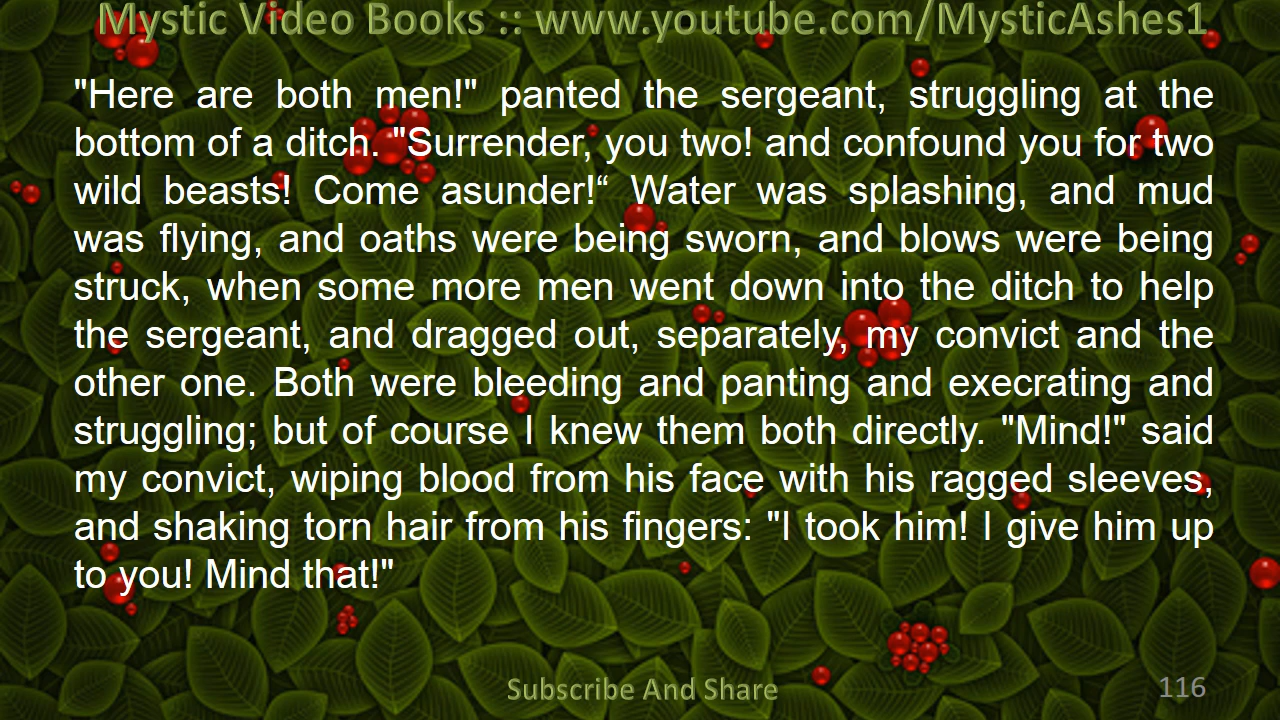 Mystic Video Books :: www.youtube.com/MysticAshes1
"Here are both men!" panted the sergeant, struggling at the
bottom of a ditch. "Surrender, you two! and confound you for two
wild beasts! Come asunder!“ Water was splashing, and mud
was flying, and oaths were being sworn, and blows were being
struck, when some more men went down into the ditch to help
the sergeant, and dragged out, separately, my convict and the
other one. Both were bleeding and panting and execrating and
struggling; but of course I knew them both directly. "Mind!" said
my convict, wiping blood from his face with his ragged sleeves,
and shaking torn hair from his fingers: "I took him! I give him up
to you! Mind that!"
Subscribe And Share
116